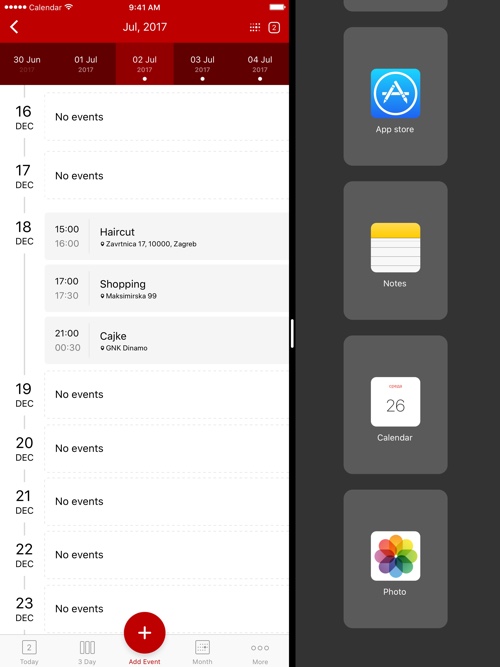 Calendar
9:41 AM
Jul, 2017
2
30 Jun
2017
01 Jul
2017
02 Jul
2017
03 Jul
2017
04 Jul
2017
16
DEC
No events
17
DEC
No events
18
DEC
15:00
16:00
Haircut
Zavrtnica 17, 10000, Zagreb
17:00
17:30
Shopping
Maksimirska 99
21:00
00:30
Cajke
GNK Dinamo
19
DEC
No events
20
DEC
No events
21
DEC
No events
22
DEC
No events
23
DEC
No events
2
Today
3 Day
+
Add Event
Month
More
App store
Notes
26
Calendar
Photo